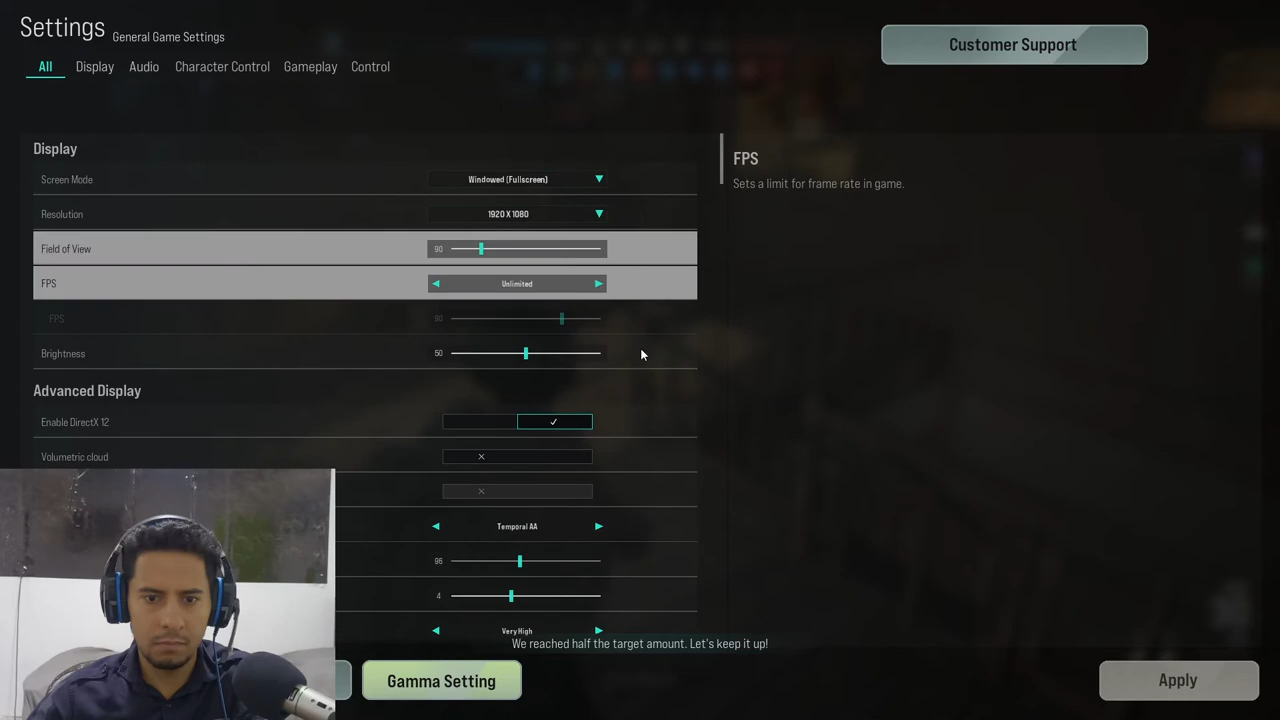 Settings General Game Settings
Customer Support
All Display Audio Character Control Gameplay Control
Display
Screen Mode Windowed (Fullscreen)
Resolution 1920 X 1080
Field of View 90
FPS Unlimited
FPS 90
Brightness 50
Advanced Display
Enable DirectX 12
Volumetric cloud
Temporal AA
96
4
Very High
FPS
Sets a limit for frame rate in game.
We reached half the target amount. Let's keep it up!
Gamma Setting
Apply